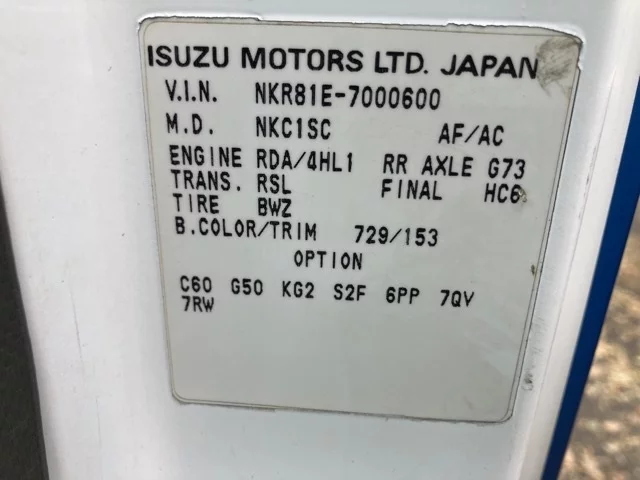 ISUZU MOTORS LTD. JAPAN
V.I.N. NKR81E-7000600
M.D. NKC1SC AF/AC
ENGINE RDA/4HL1 RR AXLE G73
TRANS. RSL FINAL HC6
TIRE BWZ
B.COLOR/TRIM 729/153
OPTION
C60 G50 KG2 S2F 6PP 7QV
7RW